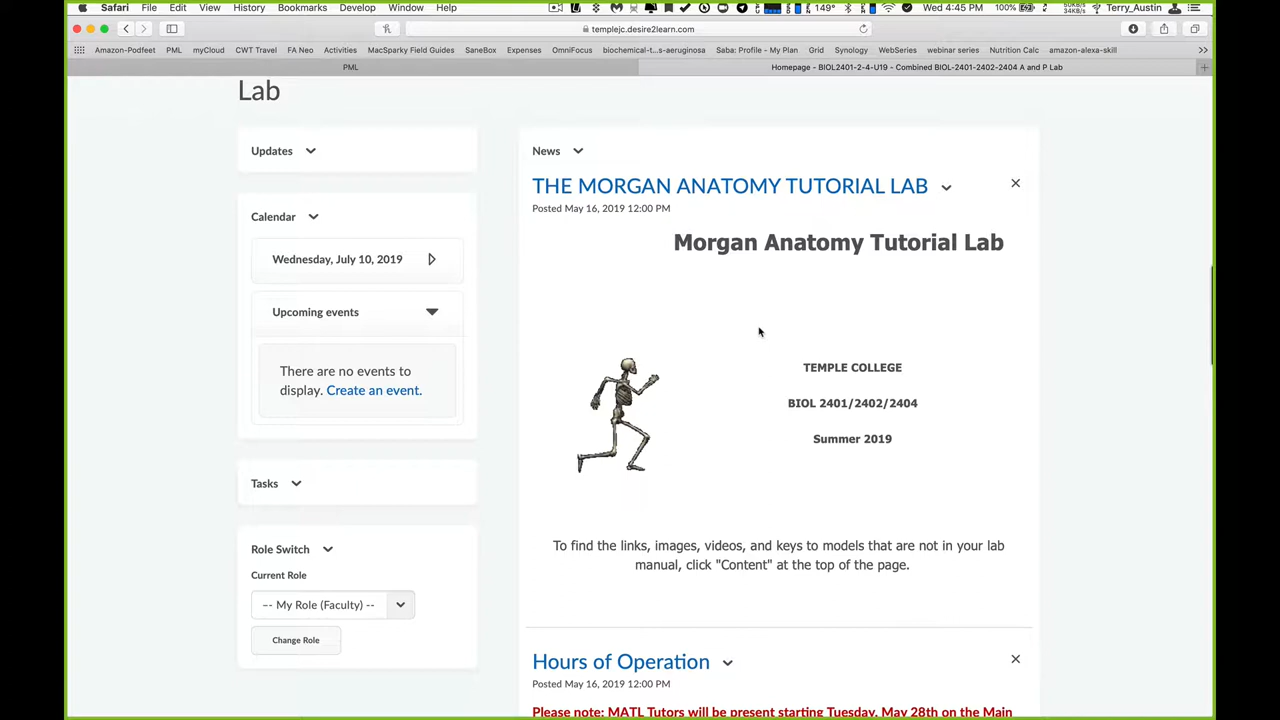 Safari File Edit View History Bookmarks Develop Window Help 149° Wed 4:45 PM 100% Terry_Austin
templejc.desire2learn.com
Amazon-Podfeet PML myCloud CWT Travel FA Neo Activities MacSparky Field Guides SaneBox Expenses OmniFocus biochemical-t...us-aeruginosa Saba: Profile - My Plan Grid Synology WebSeries webinar series Nutrition Calc amazon-alexa-skill
PML Homepage - BIOL2401-2-4-U19 - Combined BIOL-2401-2402-2404 A and P Lab
Lab
Updates
Calendar
Wednesday, July 10, 2019
Upcoming events
There are no events to
display. Create an event.
Tasks
Role Switch
Current Role
-- My Role (Faculty) --
Change Role
News
THE MORGAN ANATOMY TUTORIAL LAB
Posted May 16, 2019 12:00 PM
Morgan Anatomy Tutorial Lab
TEMPLE COLLEGE
BIOL 2401/2402/2404
Summer 2019
To find the links, images, videos, and keys to models that are not in your lab
manual, click "Content" at the top of the page.
Hours of Operation
Posted May 16, 2019 12:00 PM
Please note: MATL Tutors will be present starting Tuesday, May 28th on the Main